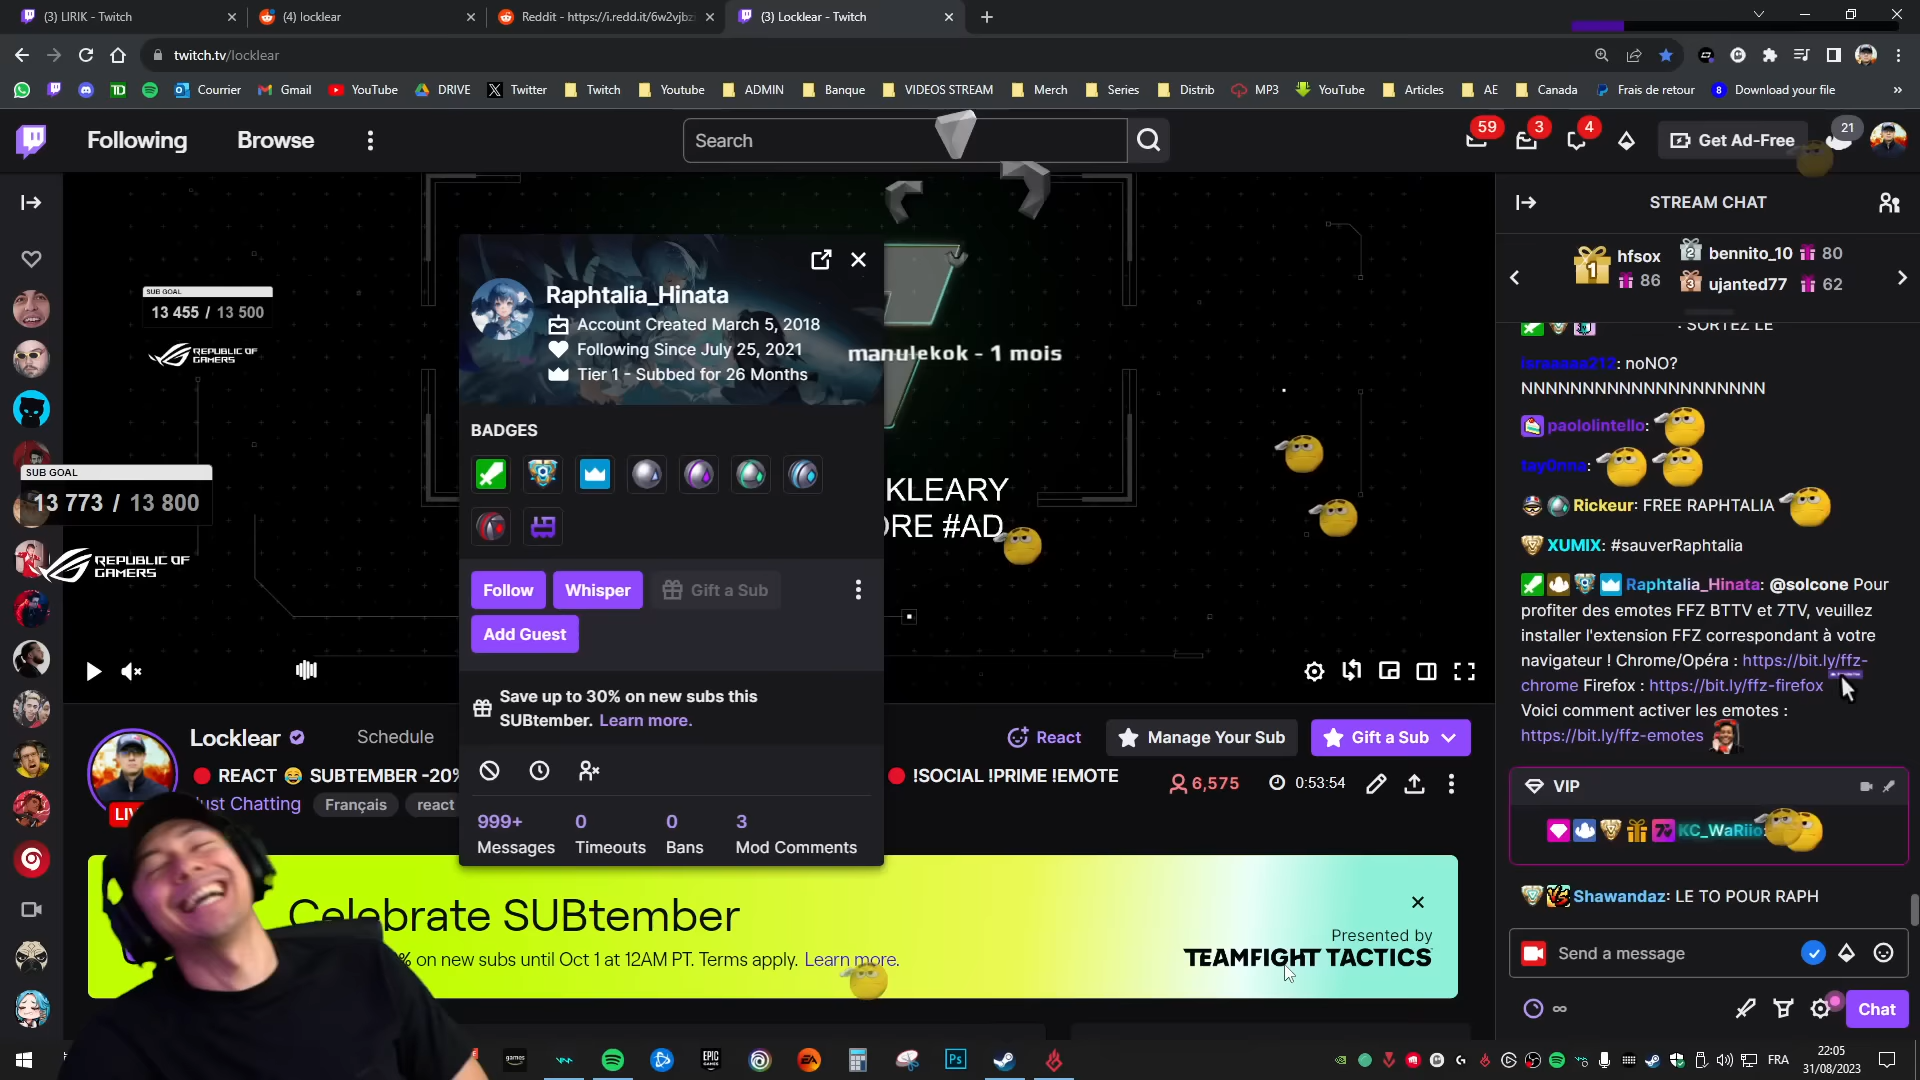 (3) LIRIK - Twitch
(4) locklear
Reddit - https://i.redd.it/6w2vjbz
(3) Locklear - Twitch
twitch.tv/locklear
Courrier
Gmail
YouTube
DRIVE
Twitter
Twitch
Youtube
ADMIN
Banque
VIDEOS STREAM
Merch
Series
Distrib
MP3
YouTube
Articles
AE
Canada
Frais de retour
Download your file
Following
Browse
Search
59
3
4
Get Ad-Free
21
SUB GOAL
13 455 / 13 500
REPUBLIC OF
GAMERS
SUB GOAL
13 773 / 13 800
REPUBLIC OF
GAMERS
Raphtalia_Hinata
Account Created March 5, 2018
Following Since July 25, 2021
Tier 1 - Subbed for 26 Months
BADGES
Follow
Whisper
Gift a Sub
Add Guest
Save up to 30% on new subs this
SUBtember. Learn more.
999+
Messages
0
Timeouts
0
Bans
3
Mod Comments
manulekok - 1 mois
KLEARY
ORE #AD
Locklear
Schedule
REACT 😂 SUBTEMBER -20%
!SOCIAL !PRIME !EMOTE
Just Chatting
Français
react
React
Manage Your Sub
Gift a Sub
6,575
0:53:54
Celebrate SUBtember
% on new subs until Oct 1 at 12AM PT. Terms apply. Learn more.
Presented by
TEAMFIGHT TACTICS
STREAM CHAT
1
hfsox
86
2
bennito_10
80
3
ujanted77
62
: SORTEZ LE
israaaaa212: noNO?
NNNNNNNNNNNNNNNNNNNN
paololintello:
tay0nna:
Rickeur: FREE RAPHTALIA
XUMIX: #sauverRaphtalia
Raphtalia_Hinata: @solcone Pour
profiter des emotes FFZ BTTV et 7TV, veuillez
installer l'extension FFZ correspondant à votre
navigateur ! Chrome/Opéra : https://bit.ly/ffz-
chrome Firefox : https://bit.ly/ffz-firefox
Voici comment activer les emotes :
https://bit.ly/ffz-emotes
VIP
KC_WaRiio:
Shawandaz: LE TO POUR RAPH
Send a message
Chat
FRA
22:05
31/08/2023